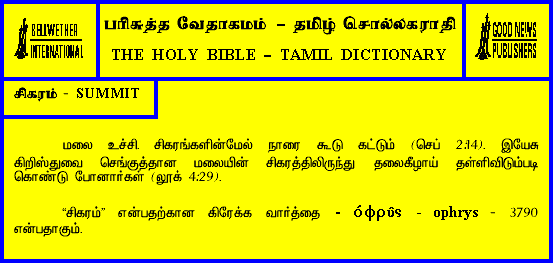 BELLWETHER
INTERNATIONAL
பரிசுத்த வேதாகமம் – தமிழ் சொல்லகராதி
THE HOLY BIBLE – TAMIL DICTIONARY
GOOD NEWS
PUBLISHERS
சிகரம் - SUMMIT
மலை உச்சி. சிகரங்களின்மேல் நாரை கூடு கட்டும் (செப் 2:14). இயேசு
கிறிஸ்துவை செங்குத்தான மலையின் சிகரத்திலிருந்து தலைகீழாய் தள்ளிவிடும்படி
கொண்டு போனார்கள் (லூக் 4:29).
“சிகரம்” என்பதற்கான கிரேக்க வார்த்தை - όφρῦς - ophrys - 3790
என்பதாகும்.